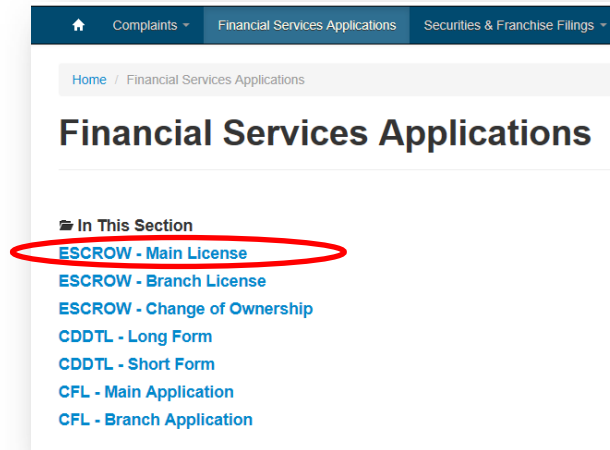 Complaints Financial Services Applications Securities & Franchise Filings
Home / Financial Services Applications
Financial Services Applications
In This Section
ESCROW - Main License
ESCROW - Branch License
ESCROW - Change of Ownership
CDDTL - Long Form
CDDTL - Short Form
CFL - Main Application
CFL - Branch Application